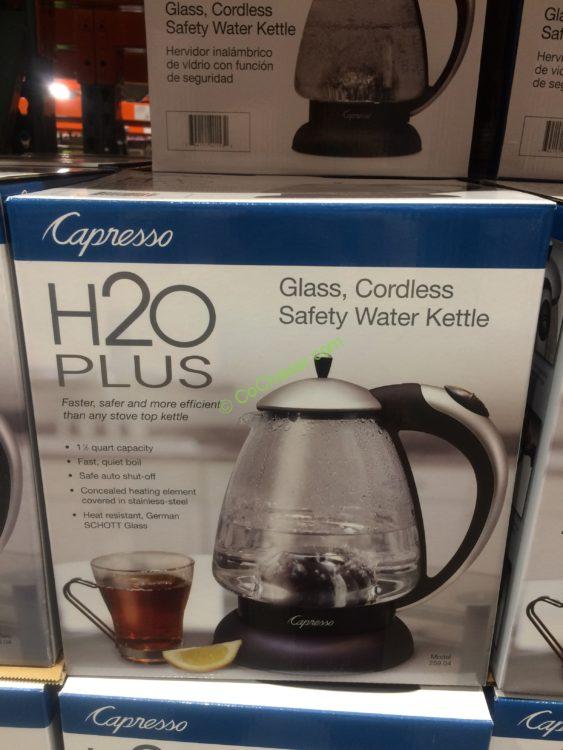 Glass, Cordless
Safety Water Kettle
Hervidor inalámbrico
de vidrio con función
de seguridad
Capresso
Capresso
H2O
PLUS
Glass, Cordless
Safety Water Kettle
Faster, safer and more efficient
than any stove top kettle
• 1½ quart capacity
• Fast, quiet boil
• Safe auto shut-off
• Concealed heating element
covered in stainless-steel
• Heat resistant, German
SCHOTT Glass
© CoChaser.com
Capresso
Model
259.04
Capresso
Capresso